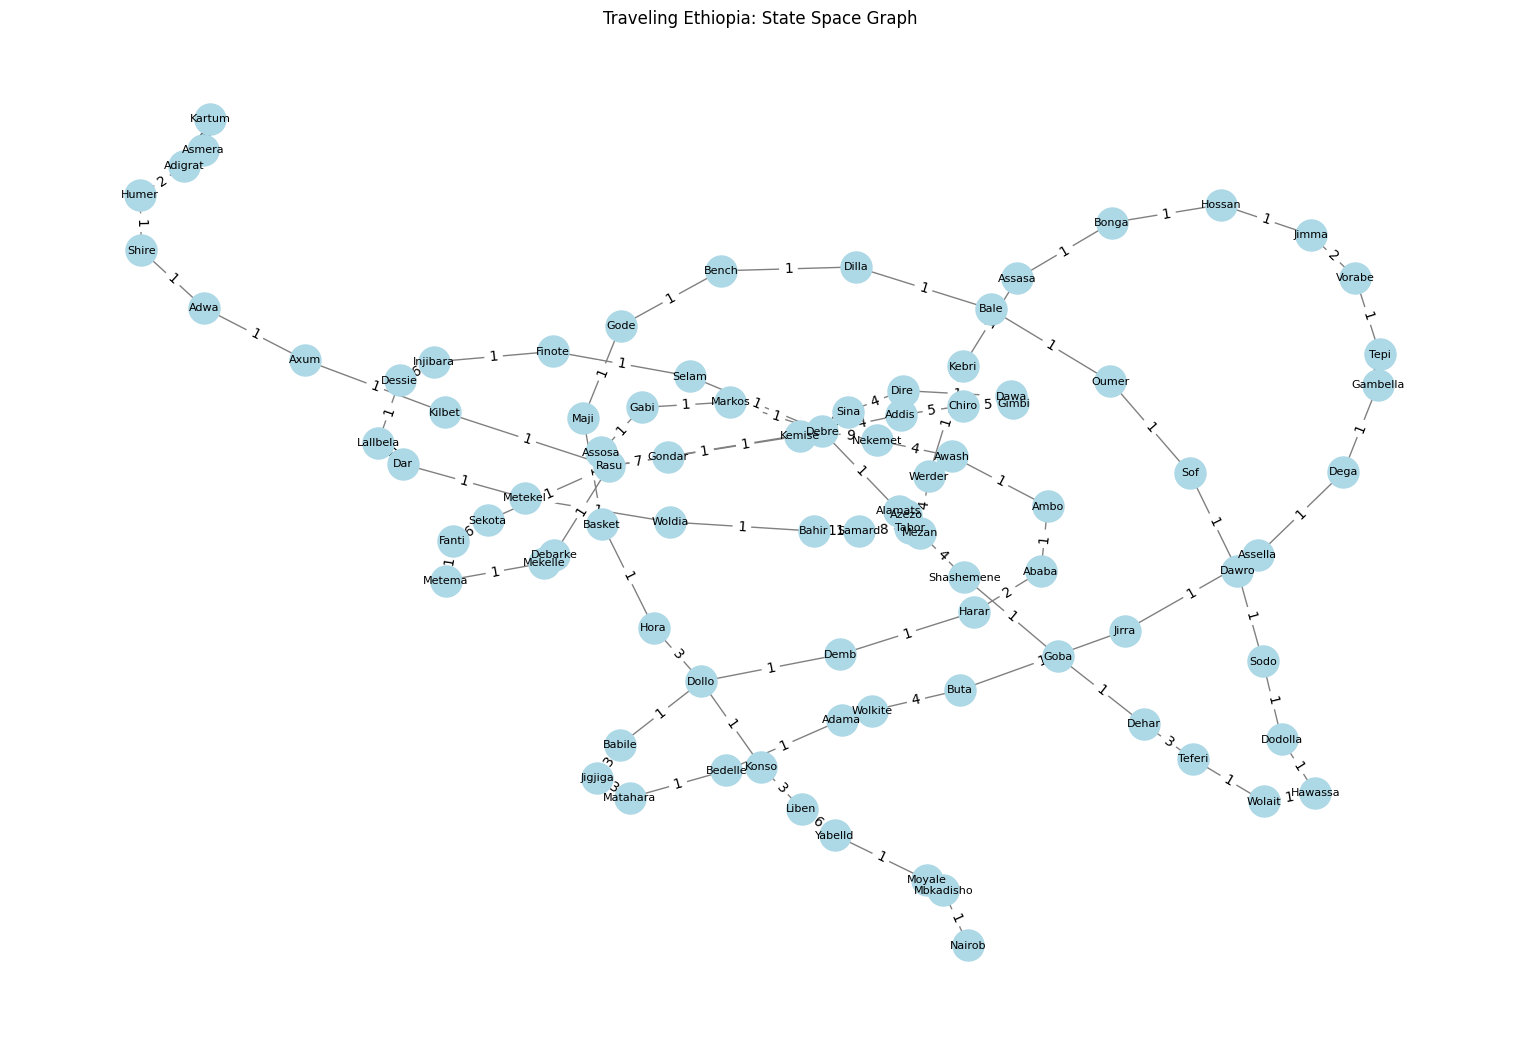 Traveling Ethiopia: State Space Graph
Kartum
Asmera
Adigrat
2
Humer
1
Shire
1
Adwa
1
Axum
1
Kilbet
1
Hossan
1
Bonga
1
Jimma
2
Vorabe
1
Tepi
Gambella
1
Dega
1
Assella
1
Assasa
1
Bench
1
Dilla
1
Bale
1
Oumer
1
Sof
1
Dawro
Gode
1
1
Maji
Injibara
1
Finote
1
Selam
1
Dessie
6
1
Lallbela
Dar
1
Kebri
Gabi
1
Markos
1
1
Dire
4
Dawa
Gimbi
5
Chiro
5
Addis
Sina
Debre
Kemise
9
Nekemet
4
Awash
1
1
Werder
4
Ambo
1
Ababa
2
Harar
1
Demb
1
Assosa
Rasu
7
Gondar
1
1
1
Metekel
1
Sekota
6
Fanti
1
Metema
1
Mekelle
Debarke
1
Basket
1
Woldia
1
Bahir
11
Samard
8
Alamats
Azezo
Tabor
Mezan
4
Shashemene
1
Goba
1
Jirra
1
Hora
3
Dollo
1
1
Babile
3
Jigjiga
3
Matahara
1
Bedelle
1
Adama
Wolkite
4
Buta
1
Konso
3
Liben
6
Yabelld
1
Moyale
Mbkadisho
1
Nairob
Dehar
3
Teferi
1
Wolait
1
Hawassa
1
Dodolla
1
Sodo
1